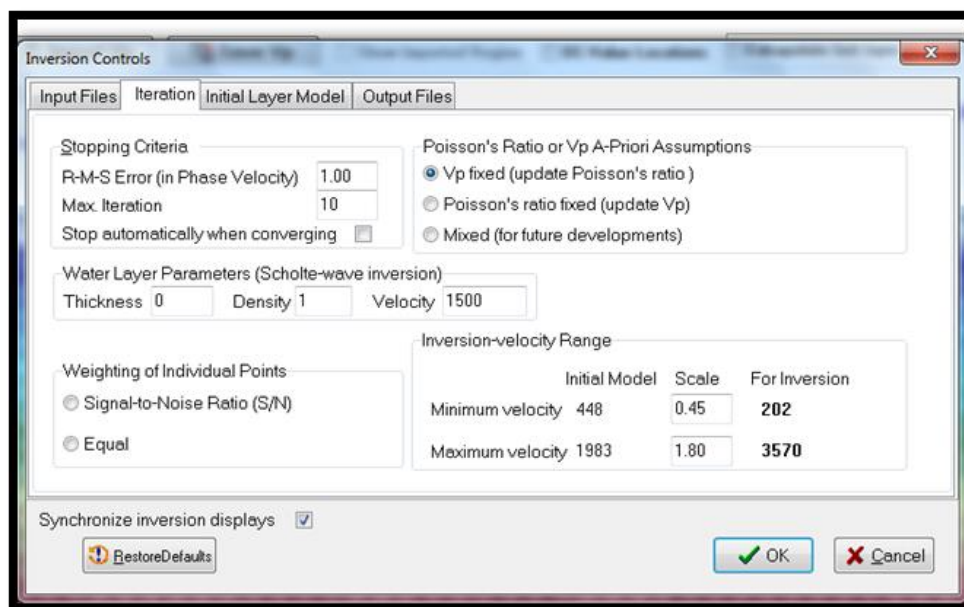 Inversion Controls
Input Files Iteration Initial Layer Model Output Files
Stopping Criteria
R-M-S Error (in Phase Velocity) 1.00
Max. Iteration 10
Stop automatically when converging
Poisson's Ratio or Vp A-Priori Assumptions
Vp fixed (update Poisson's ratio )
Poisson's ratio fixed (update Vp)
Mixed (for future developments)
Water Layer Parameters (Scholte-wave inversion)
Thickness 0 Density 1 Velocity 1500
Weighting of Individual Points
Signal-to-Noise Ratio (S/N)
Equal
Inversion-velocity Range
Initial Model Scale For Inversion
Minimum velocity 448 0.45 202
Maximum velocity 1983 1.80 3570
Synchronize inversion displays
RestoreDefaults
OK
Cancel